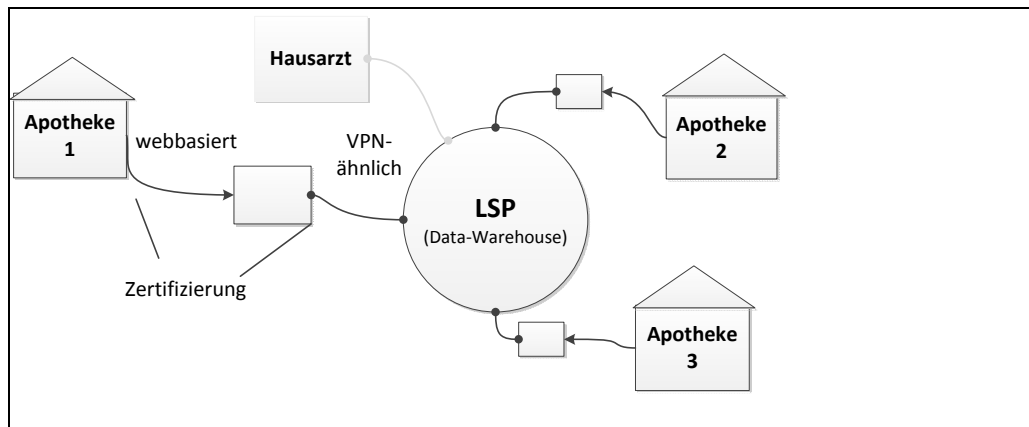 Hausarzt
Apotheke
1
webbasiert
VPN-
ähnlich
Apotheke
2
LSP
(Data-Warehouse)
Zertifizierung
Apotheke
3